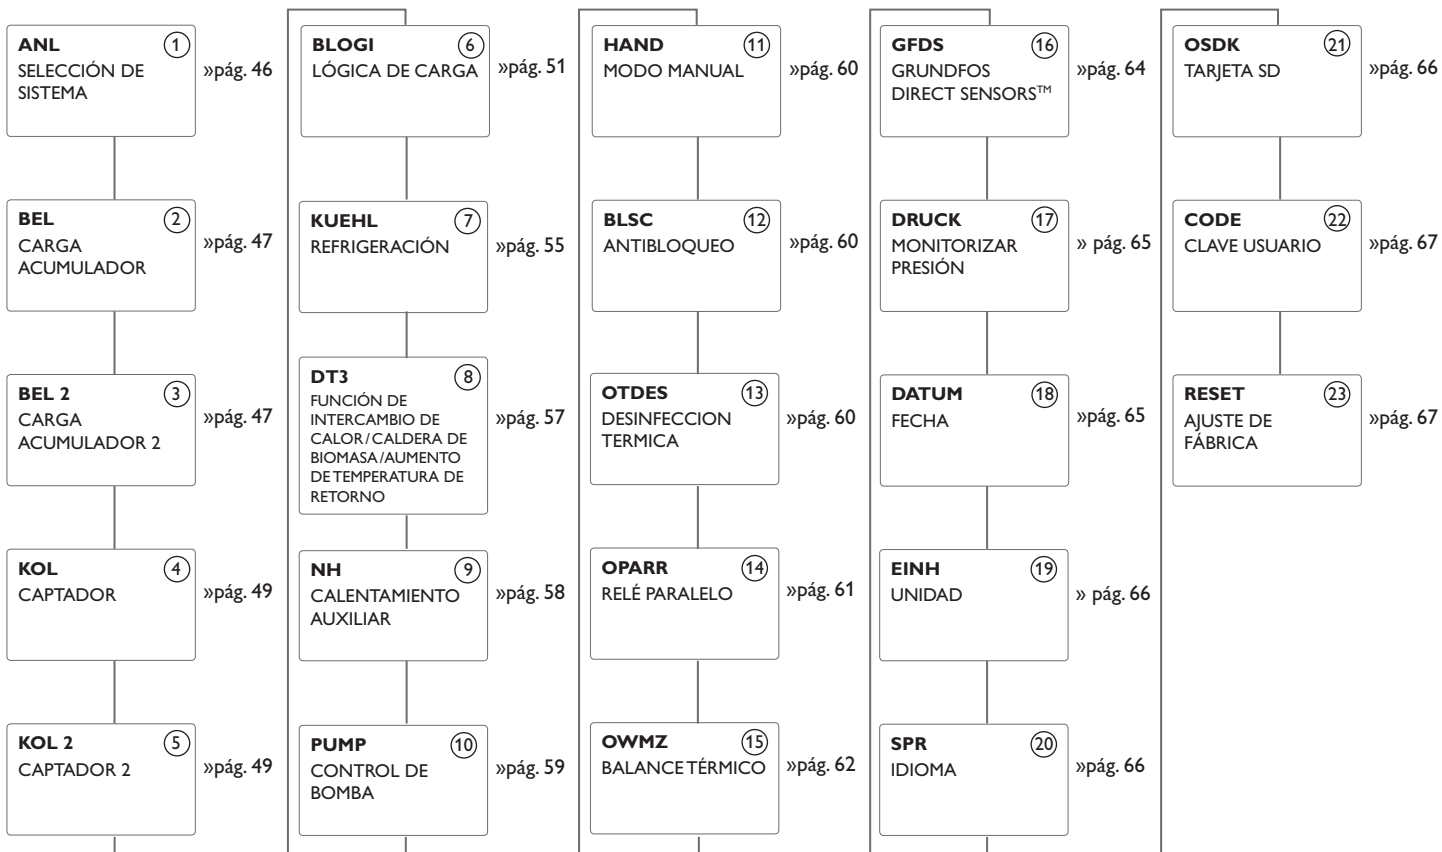 ANL 1
SELECCIÓN DE
SISTEMA
»pág. 46
BEL 2
CARGA
ACUMULADOR
»pág. 47
BEL 2 3
CARGA
ACUMULADOR 2
»pág. 47
KOL 4
CAPTADOR
»pág. 49
KOL 2 5
CAPTADOR 2
»pág. 49
BLOGI 6
LÓGICA DE CARGA
»pág. 51
KUEHL 7
REFRIGERACIÓN
»pág. 55
DT3 8
FUNCIÓN DE
INTERCAMBIO DE
CALOR/CALDERA DE
BIOMASA/AUMENTO
DE TEMPERATURA DE
RETORNO
»pág. 57
NH 9
CALENTAMIENTO
AUXILIAR
»pág. 58
PUMP 10
CONTROL DE
BOMBA
»pág. 59
HAND 11
MODO MANUAL
»pág. 60
BLSC 12
ANTIBLOQUEO
»pág. 60
OTDES 13
DESINFECCION
TERMICA
»pág. 60
OPARR 14
RELÉ PARALELO
»pág. 61
OWMZ 15
BALANCE TÉRMICO
»pág. 62
GFDS 16
GRUNDFOS
DIRECT SENSORS™
»pág. 64
DRUCK 17
MONITORIZAR
PRESIÓN
» pág. 65
DATUM 18
FECHA
»pág. 65
EINH 19
UNIDAD
» pág. 66
SPR 20
IDIOMA
»pág. 66
OSDK 21
TARJETA SD
»pág. 66
CODE 22
CLAVE USUARIO
»pág. 67
RESET 23
AJUSTE DE
FÁBRICA
»pág. 67